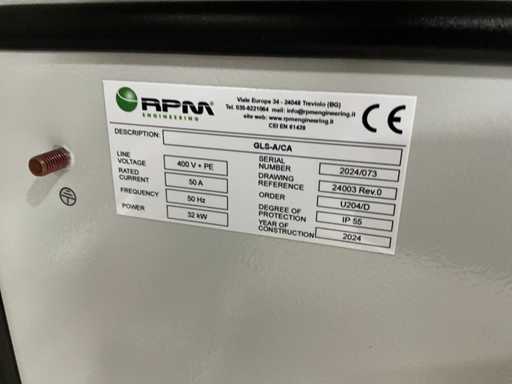 RPM
ENGINEERING
Viale Europa 34 - 24048 Treviolo (BG)
Tel. 035-6221064 mail: info@rpmengineering.it
site web: www.rpmengineering.it
CEI EN 61439
CE
DESCRIPTION: GLS-A/CA
LINE VOLTAGE 400 V + PE
RATED CURRENT 50 A
FREQUENCY 50 Hz
POWER 32 kW
SERIAL NUMBER 2024/073
DRAWING REFERENCE 24003 Rev.0
ORDER U204/D
DEGREE OF PROTECTION IP 55
YEAR OF CONSTRUCTION 2024